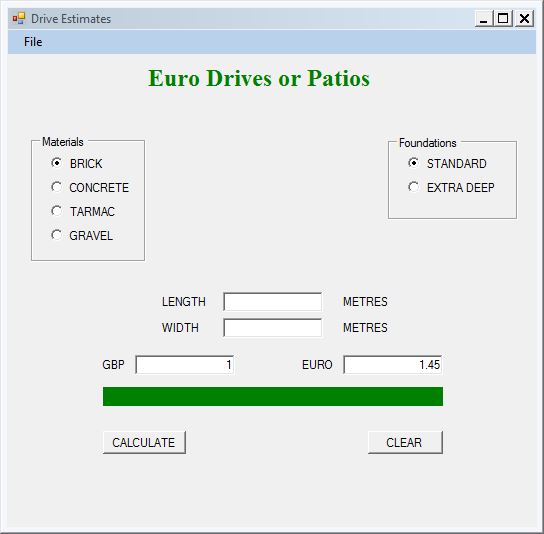 Drive Estimates
File
Euro Drives or Patios
Materials
BRICK
CONCRETE
TARMAC
GRAVEL
Foundations
STANDARD
EXTRA DEEP
LENGTH METRES
WIDTH METRES
GBP 1 EURO 1.45
CALCULATE CLEAR